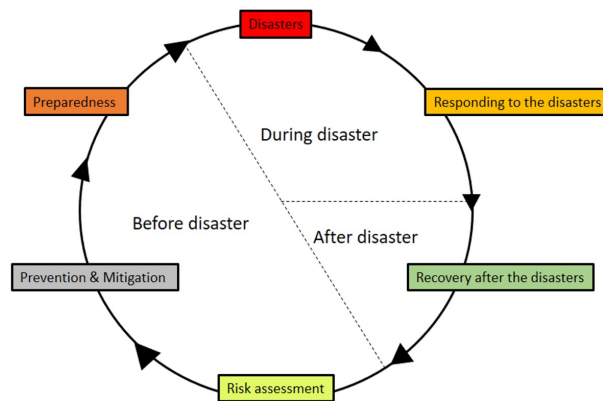 Disasters
Preparedness
Responding to the disasters
During disaster
Before disaster
After disaster
Prevention & Mitigation
Recovery after the disasters
Risk assessment